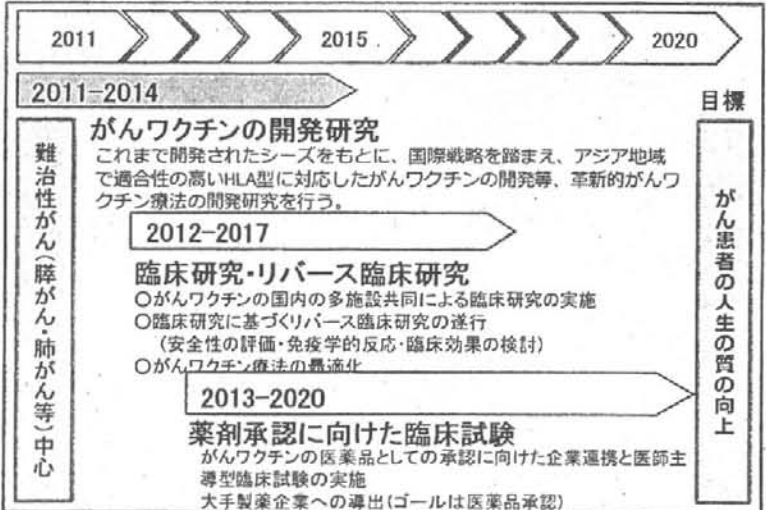 2011 2015 2020
2011-2014
目標
難治性がん（膵がん・肺がん等）中心
がんワクチンの開発研究
これまで開発されたシーズをもとに、国際戦略を踏まえ、アジア地域
で適合性の高いHLA型に対応したがんワクチンの開発等、革新的がんワ
クチン療法の開発研究を行う。
2012-2017
臨床研究・リバース臨床研究
○がんワクチンの国内の多施設共同による臨床研究の実施
○臨床研究に基づくリバース臨床研究の遂行
（安全性の評価・免疫学的反応・臨床効果の検討）
○がんワクチン療法の最適化
2013-2020
薬剤承認に向けた臨床試験
がんワクチンの医薬品としての承認に向けた企業連携と医師主
導型臨床試験の実施
大手製薬企業への導出（ゴールは医薬品承認）
がん患者の人生の質の向上